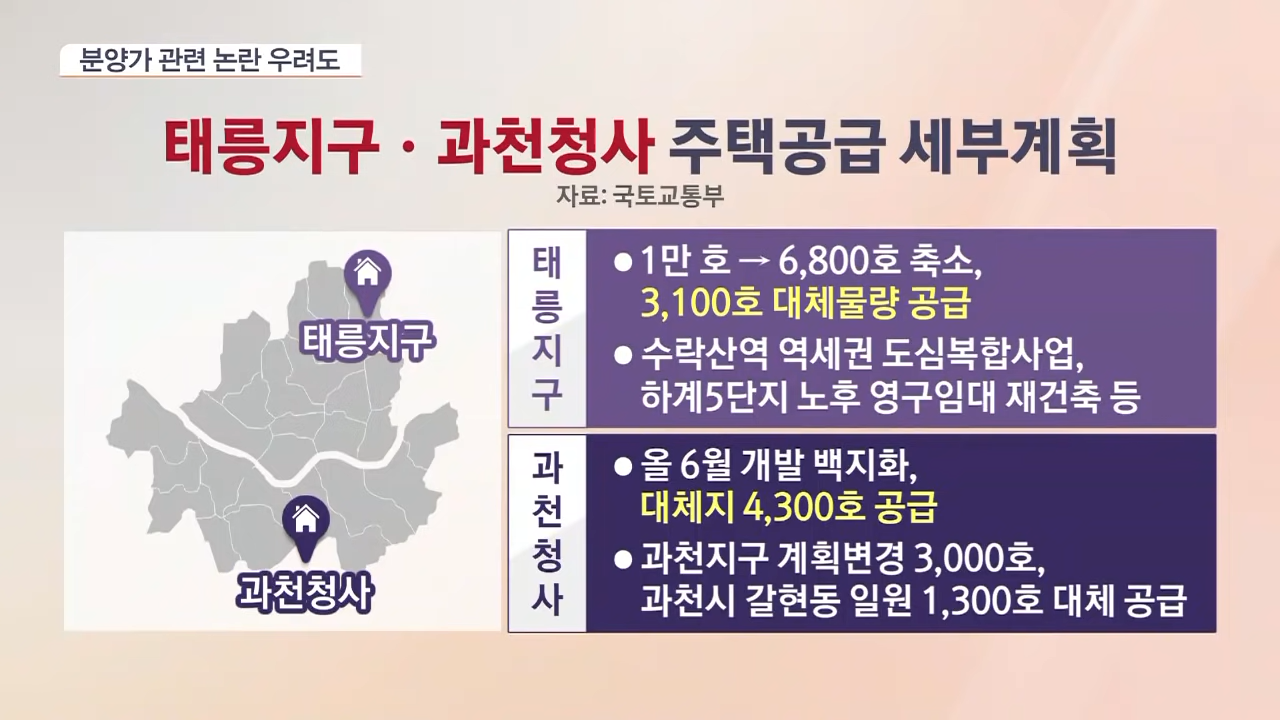 분양가 관련 논란 우려도
태릉지구 · 과천청사 주택공급 세부계획
자료: 국토교통부
태릉지구
과천청사
태
릉
지
구
● 1만 호 → 6,800호 축소,
3,100호 대체물량 공급
● 수락산역 역세권 도심복합사업,
하계5단지 노후 영구임대 재건축 등
과
천
청
사
● 올 6월 개발 백지화,
대체지 4,300호 공급
● 과천지구 계획변경 3,000호,
과천시 갈현동 일원 1,300호 대체 공급